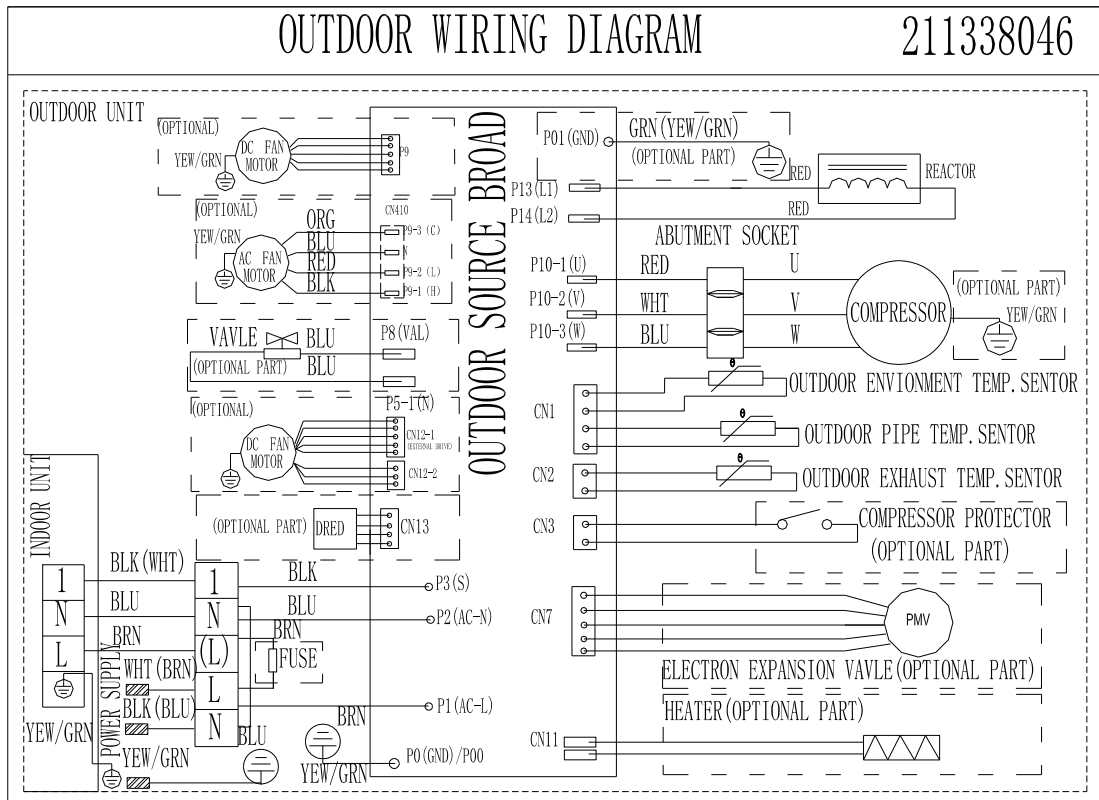 OUTDOOR WIRING DIAGRAM
211338046
OUTDOOR UNIT
(OPTIONAL)
YEW/GRN
DC FAN
MOTOR
P9
(OPTIONAL)
YEW/GRN
AC FAN
MOTOR
ORG
BLU
RED
BLK
CN410
P9-3 (C)
N
P9-2 (L)
P9-1 (H)
VAVLE
BLU
(OPTIONAL PART)
BLU
P8(VAL)
P5-1(N)
(OPTIONAL)
DC FAN
MOTOR
CN12-1
(EXTERNAL DRIVE)
CN12-2
(OPTIONAL PART)
DRED
CN13
OUTDOOR SOURCE BROAD
P01(GND)
GRN(YEW/GRN)
(OPTIONAL PART)
P13(L1)
RED
REACTOR
P14(L2)
RED
ABUTMENT SOCKET
P10-1(U)
RED
U
P10-2(V)
WHT
V
P10-3(W)
BLU
W
COMPRESSOR
(OPTIONAL PART)
YEW/GRN
CN1
θ
OUTDOOR ENVIONMENT TEMP.SENTOR
θ
OUTDOOR PIPE TEMP.SENTOR
CN2
θ
OUTDOOR EXHAUST TEMP.SENTOR
CN3
COMPRESSOR PROTECTOR
(OPTIONAL PART)
CN7
PMV
ELECTRON EXPANSION VAVLE(OPTIONAL PART)
HEATER(OPTIONAL PART)
CN11
INDOOR UNIT
1
N
L
YEW/GRN
BLK(WHT)
BLU
BRN
POWER SUPPLY
WHT(BRN)
BLK(BLU)
YEW/GRN
1
N
(L)
L
N
BLK
P3(S)
BLU
P2(AC-N)
BRN
FUSE
P1(AC-L)
BLU
BRN
YEW/GRN
P0(GND)/P00